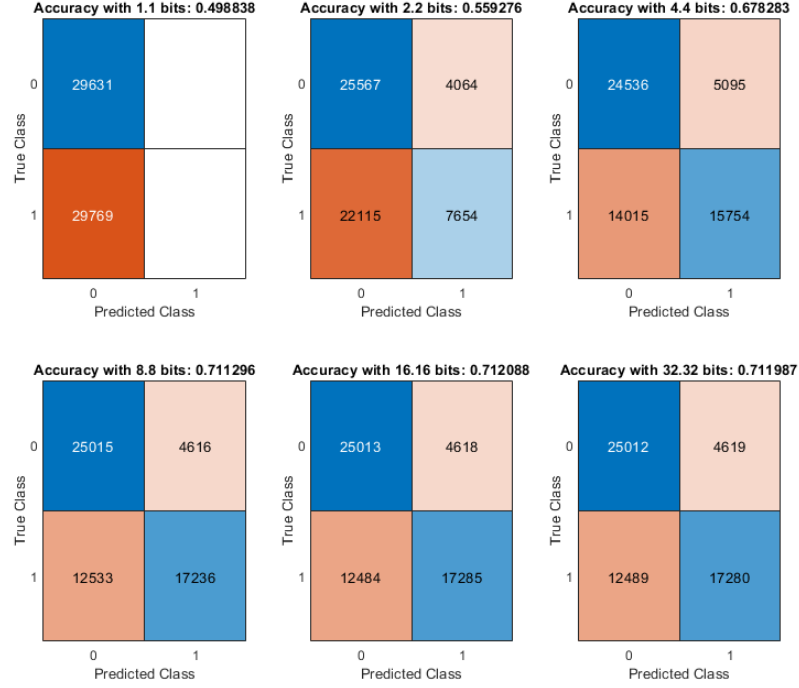 Accuracy with 1.1 bits: 0.498838
0
29631
1
29769
True Class
0 1
Predicted Class
Accuracy with 2.2 bits: 0.559276
0
25567 4064
1
22115 7654
True Class
0 1
Predicted Class
Accuracy with 4.4 bits: 0.678283
0
24536 5095
1
14015 15754
True Class
0 1
Predicted Class
Accuracy with 8.8 bits: 0.711296
0
25015 4616
1
12533 17236
True Class
0 1
Predicted Class
Accuracy with 16.16 bits: 0.712088
0
25013 4618
1
12484 17285
True Class
0 1
Predicted Class
Accuracy with 32.32 bits: 0.711987
0
25012 4619
1
12489 17280
True Class
0 1
Predicted Class